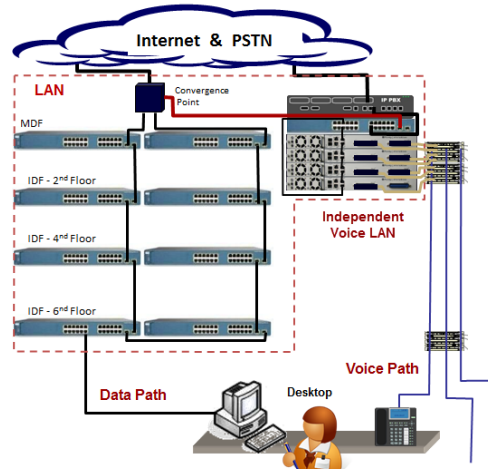 Internet & PSTN
LAN
Convergence
Point
IP PBX
MDF
IDF - 2nd Floor
IDF - 4nd Floor
IDF - 6nd Floor
Independent
Voice LAN
Data Path
Desktop
Voice Path